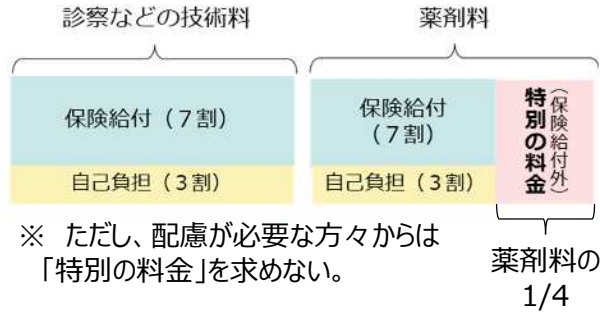 診察などの技術料
薬剤料
保険給付（７割）
自己負担（３割）
保険給付
（７割）
自己負担（３割）
特別の料金
（保険給付外）
※　ただし、配慮が必要な方々からは
「特別の料金」を求めない。
薬剤料の
1/4